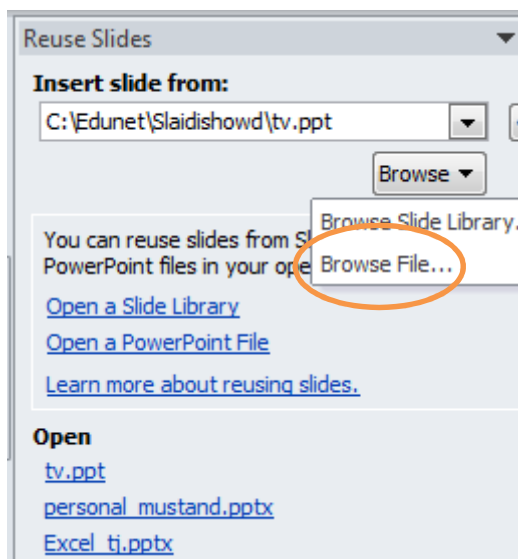 Reuse Slides
Insert slide from:
C:\Edunet\Slaidishowd\tv.ppt
Browse
Browse Slide Library.
You can reuse slides from
PowerPoint files in your ope
Browse File...
Open a Slide Library
Open a PowerPoint File
Learn more about reusing slides.
Open
tv.ppt
personal_mustand.pptx
Excel_tj.pptx